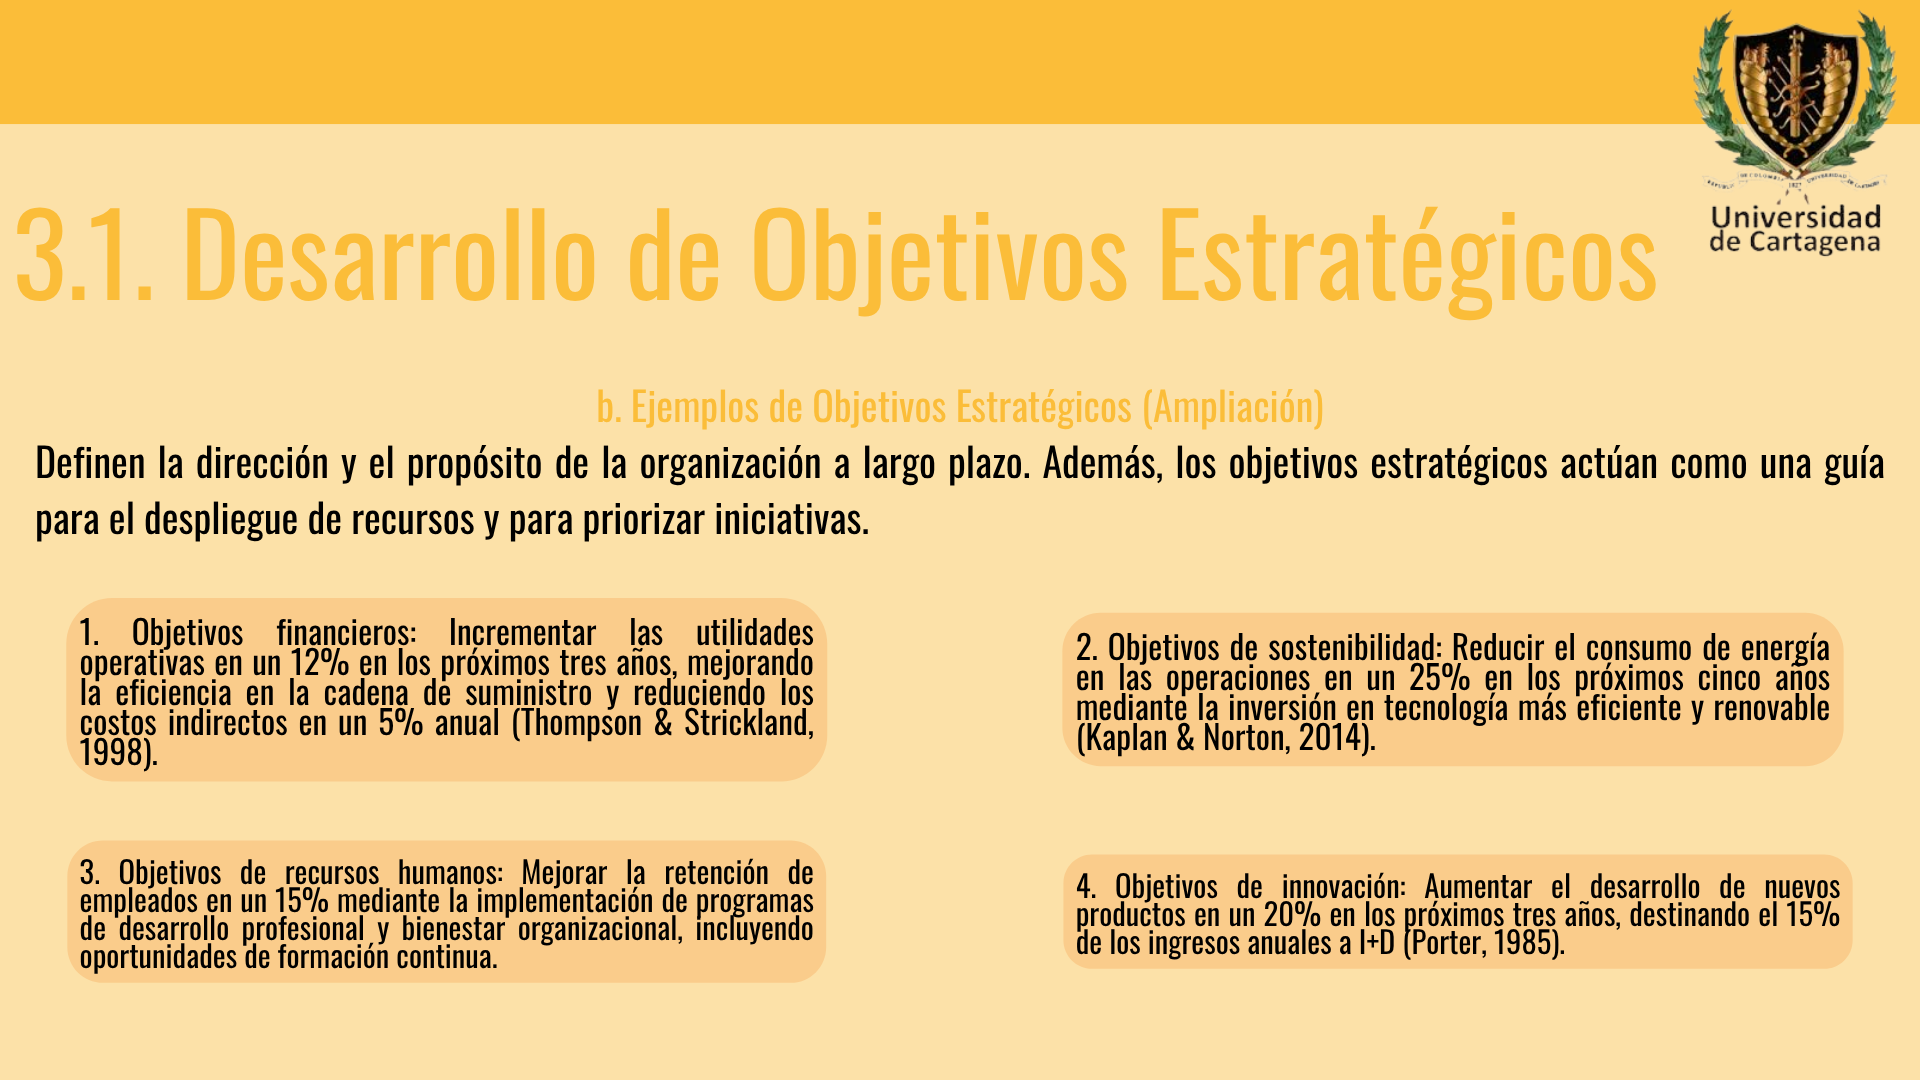 Universidad
de Cartagena
3.1. Desarrollo de Objetivos Estratégicos
b. Ejemplos de Objetivos Estratégicos (Ampliación)
Definen la dirección y el propósito de la organización a largo plazo. Además, los objetivos estratégicos actúan como una guía
para el despliegue de recursos y para priorizar iniciativas.
1. Objetivos financieros: Incrementar las utilidades
operativas en un 12% en los próximos tres años, mejorando
la eficiencia en la cadena de suministro y reduciendo los
costos indirectos en un 5% anual (Thompson & Strickland,
1998).
2. Objetivos de sostenibilidad: Reducir el consumo de energía
en las operaciones en un 25% en los próximos cinco años
mediante la inversión en tecnología más eficiente y renovable
(Kaplan & Norton, 2014).
3. Objetivos de recursos humanos: Mejorar la retención de
empleados en un 15% mediante la implementación de programas
de desarrollo profesional y bienestar organizacional, incluyendo
oportunidades de formación continua.
4. Objetivos de innovación: Aumentar el desarrollo de nuevos
productos en un 20% en los próximos tres años, destinando el 15%
de los ingresos anuales a I+D (Porter, 1985).